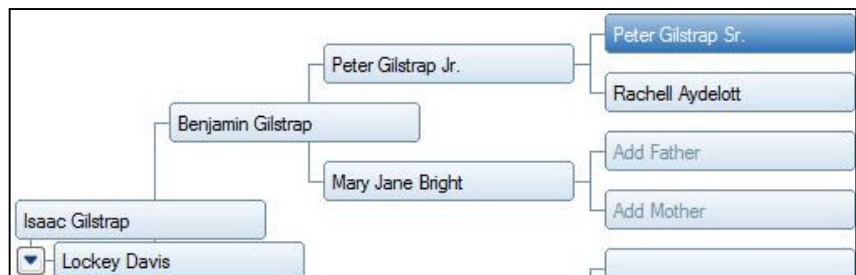 Peter Gilstrap Sr.
Peter Gilstrap Jr.
Rachell Aydelott
Benjamin Gilstrap
Add Father
Mary Jane Bright
Add Mother
Isaac Gilstrap
Lockey Davis